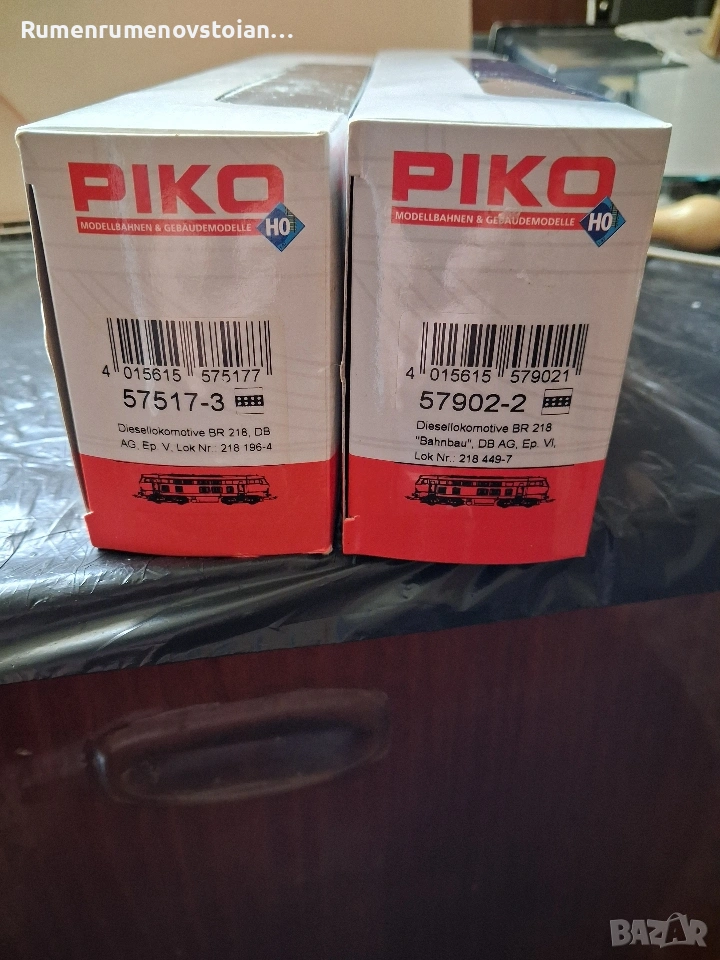 Rumenrumenovstoian...
PIKO
MODELLBAHNEN & GEBÄUDEMODELLE
HO
4 015615 575177
57517-3
Diesellokomotive BR 218, DB
AG, Ep. V, Lok Nr.: 218 196-4
PIKO
MODELLBAHNEN & GEBÄUDEMODELLE
HO
4 015615 579021
57902-2
Diesellokomotive BR 218
"Bahnbau", DB AG, Ep. VI,
Lok Nr.: 218 449-7
BAZAR